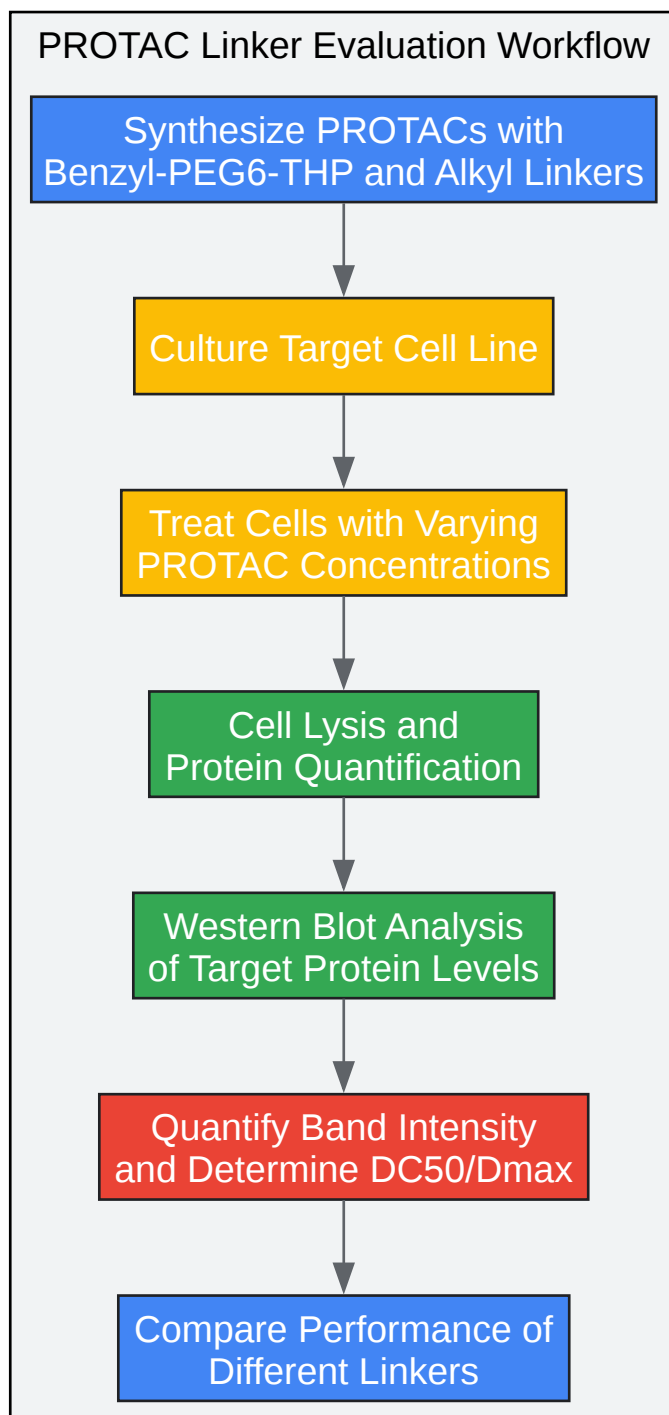 PROTAC Linker Evaluation Workflow
Synthesize PROTACs with
Benzyl-PEG6-THP and Alkyl Linkers
Culture Target Cell Line
Treat Cells with Varying
PROTAC Concentrations
Cell Lysis and
Protein Quantification
Western Blot Analysis
of Target Protein Levels
Quantify Band Intensity
and Determine DC50/Dmax
Compare Performance of
Different Linkers